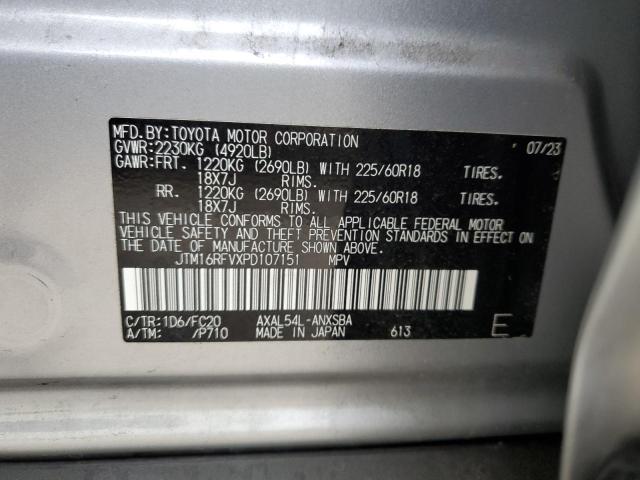 MFD.BY:TOYOTA MOTOR CORPORATION 07/23
GVWR:2230KG (4920LB)
GAWR:FRT. 1220KG (2690LB) WITH 225/60R18 TIRES.
18X7J RIMS.
RR. 1220KG (2690LB) WITH 225/60R18 TIRES.
18X7J RIMS.
THIS VEHICLE CONFORMS TO ALL APPLICABLE FEDERAL MOTOR
VEHICLE SAFETY AND THEFT PREVENTION STANDARDS IN EFFECT ON
THE DATE OF MANUFACTURE SHOWN ABOVE.
JTM16RFVXPD107151 MPV
C/TR:1D6/FC20 AXAL54L-ANXSBA
A/TM: /P710 MADE IN JAPAN 613 E